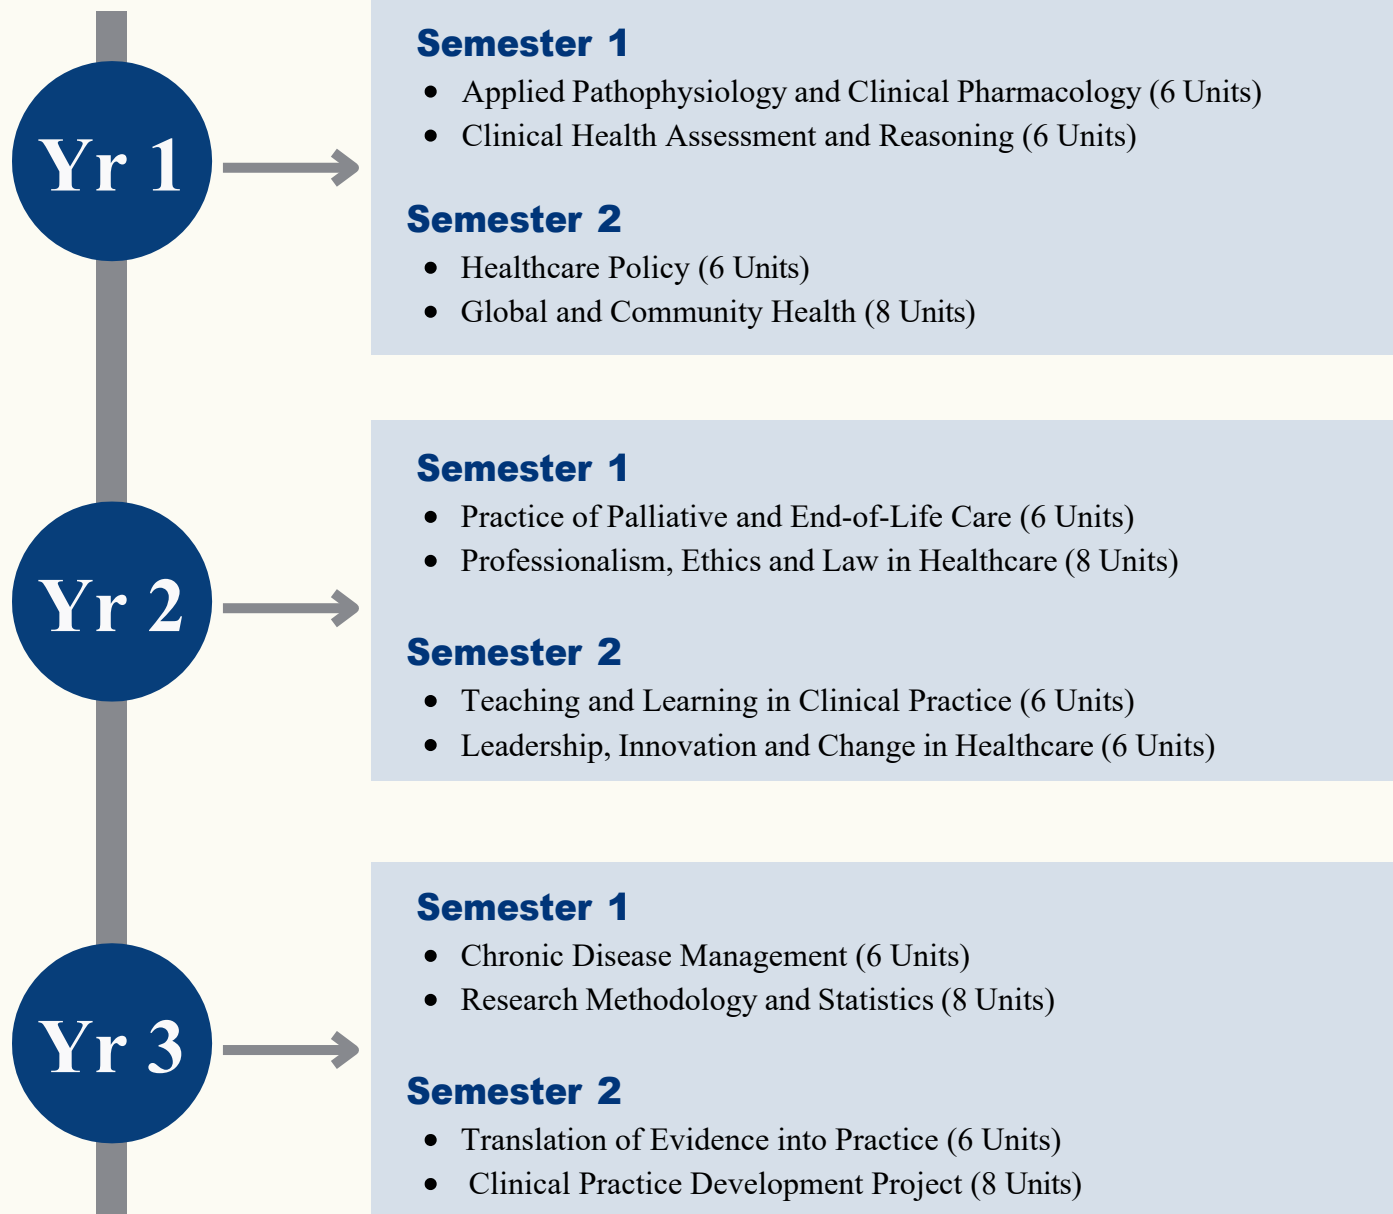 Yr 1
Semester 1
• Applied Pathophysiology and Clinical Pharmacology (6 Units)
• Clinical Health Assessment and Reasoning (6 Units)
Semester 2
• Healthcare Policy (6 Units)
• Global and Community Health (8 Units)
Yr 2
Semester 1
• Practice of Palliative and End-of-Life Care (6 Units)
• Professionalism, Ethics and Law in Healthcare (8 Units)
Semester 2
• Teaching and Learning in Clinical Practice (6 Units)
• Leadership, Innovation and Change in Healthcare (6 Units)
Yr 3
Semester 1
• Chronic Disease Management (6 Units)
• Research Methodology and Statistics (8 Units)
Semester 2
• Translation of Evidence into Practice (6 Units)
• Clinical Practice Development Project (8 Units)